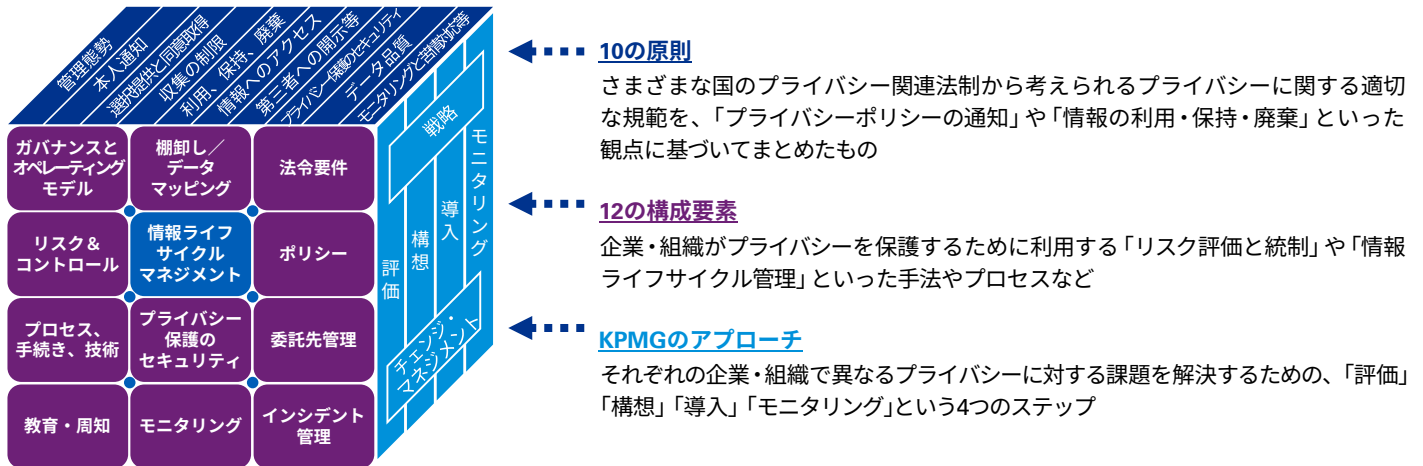 管理態勢
本人通知
選択提供と同意取得
収集の制限
利用、保持、廃棄
情報へのアクセス
第三者への開示等
プライバシー保護のセキュリティ
データ品質
モニタリングと苦情対応等
ガバナンスと
オペレーティング
モデル
棚卸し／
データ
マッピング
法令要件
リスク＆
コントロール
情報ライフ
サイクル
マネジメント
ポリシー
プロセス、
手続き、技術
プライバシー
保護の
セキュリティ
委託先管理
教育・周知
モニタリング
インシデント
管理
戦略
評価
構想
導入
モニタリング
チェンジ・
マネジメント
10の原則
さまざまな国のプライバシー関連法制から考えられるプライバシーに関する適切
な規範を、「プライバシーポリシーの通知」や「情報の利用・保持・廃棄」といった
観点に基づいてまとめたもの
12の構成要素
企業・組織がプライバシーを保護するために利用する「リスク評価と統制」や「情報
ライフサイクル管理」といった手法やプロセスなど
KPMGのアプローチ
それぞれの企業・組織で異なるプライバシーに対する課題を解決するための、「評価」
「構想」「導入」「モニタリング」という4つのステップ